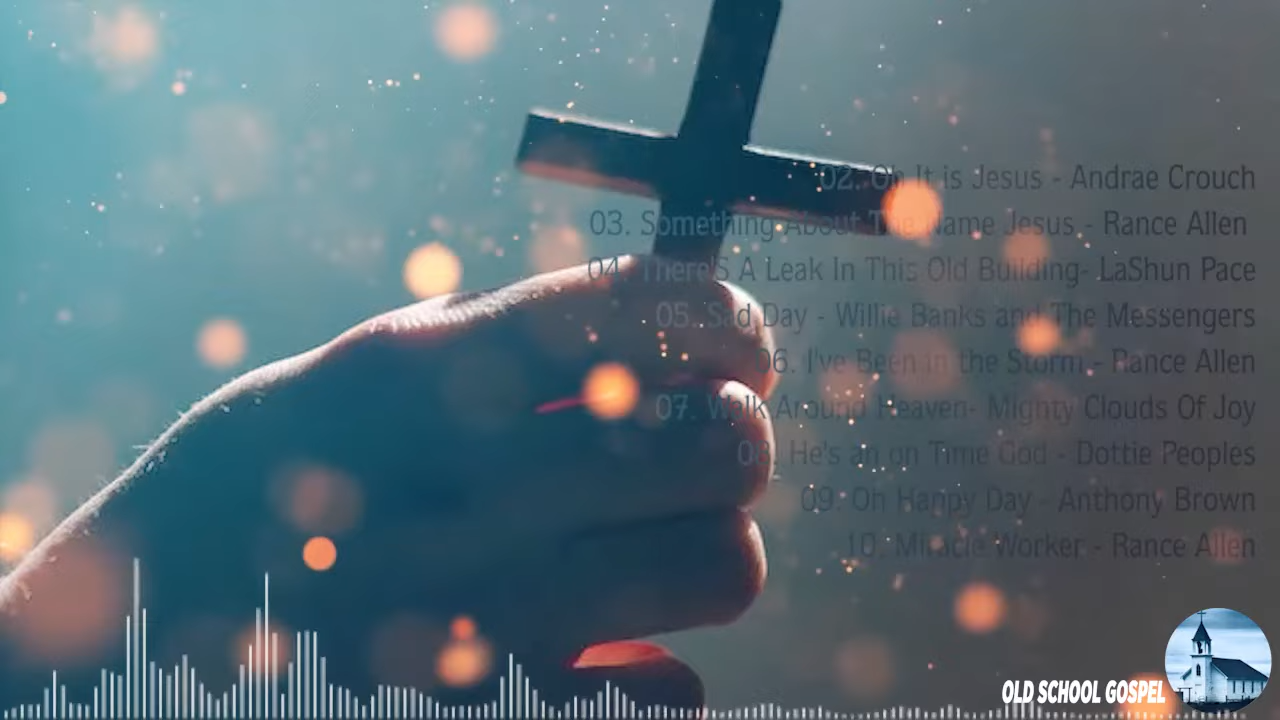 02. Oh It is Jesus - Andrae Crouch
03. Something About The Name Jesus - Rance Allen
04. There'S A Leak In This Old Building- LaShun Pace
05. Sad Day - Willie Banks and The Messengers
06. I've Been in the Storm - Rance Allen
07. Walk Around Heaven- Mighty Clouds Of Joy
08. He's an on Time God - Dottie Peoples
09. Oh Happy Day - Anthony Brown
10. Miracle Worker - Rance Allen
OLD SCHOOL GOSPEL